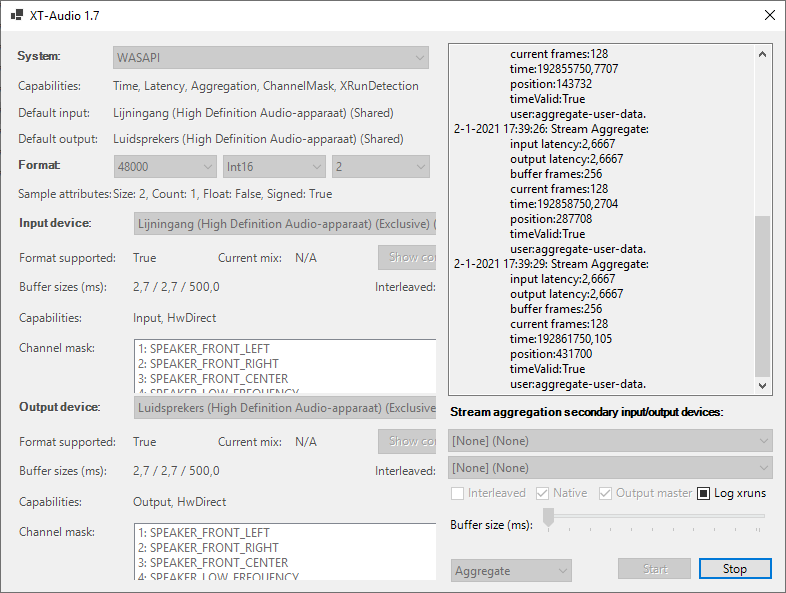 XT-Audio 1.7
System:
WASAPI
Capabilities:
Time, Latency, Aggregation, ChannelMask, XRunDetection
Default input:
Lijningang (High Definition Audio-apparaat) (Shared)
Default output:
Luidsprekers (High Definition Audio-apparaat) (Shared)
Format:
48000
Int16
2
Sample attributes:Size: 2, Count: 1, Float: False, Signed: True
Input device:
Lijningang (High Definition Audio-apparaat) (Exclusive) (
Format supported:
True
Current mix:
N/A
Show co
Buffer sizes (ms):
2,7 / 2,7 / 500,0
Interleaved:
Capabilities:
Input, HwDirect
Channel mask:
1: SPEAKER_FRONT_LEFT
2: SPEAKER_FRONT_RIGHT
3: SPEAKER_FRONT_CENTER
4: SPEAKER_LOW_FREQUENCY
Output device:
Luidsprekers (High Definition Audio-apparaat) (Exclusive
Format supported:
True
Current mix:
N/A
Show co
Buffer sizes (ms):
2,7 / 2,7 / 500,0
Interleaved:
Capabilities:
Output, HwDirect
Channel mask:
1: SPEAKER_FRONT_LEFT
2: SPEAKER_FRONT_RIGHT
3: SPEAKER_FRONT_CENTER
4: SPEAKER_LOW_FREQUENCY
current frames:128
time:192855750,7707
position:143732
timeValid:True
user:aggregate-user-data.
2-1-2021 17:39:26: Stream Aggregate:
input latency:2,6667
output latency:2,6667
buffer frames:256
current frames:128
time:192858750,2704
position:287708
timeValid:True
user:aggregate-user-data.
2-1-2021 17:39:29: Stream Aggregate:
input latency:2,6667
output latency:2,6667
buffer frames:256
current frames:128
time:192861750,105
position:431700
timeValid:True
user:aggregate-user-data.
Stream aggregation secondary input/output devices:
[None] (None)
[None] (None)
Interleaved
Native
Output master
Log xruns
Buffer size (ms):
Aggregate
Start
Stop